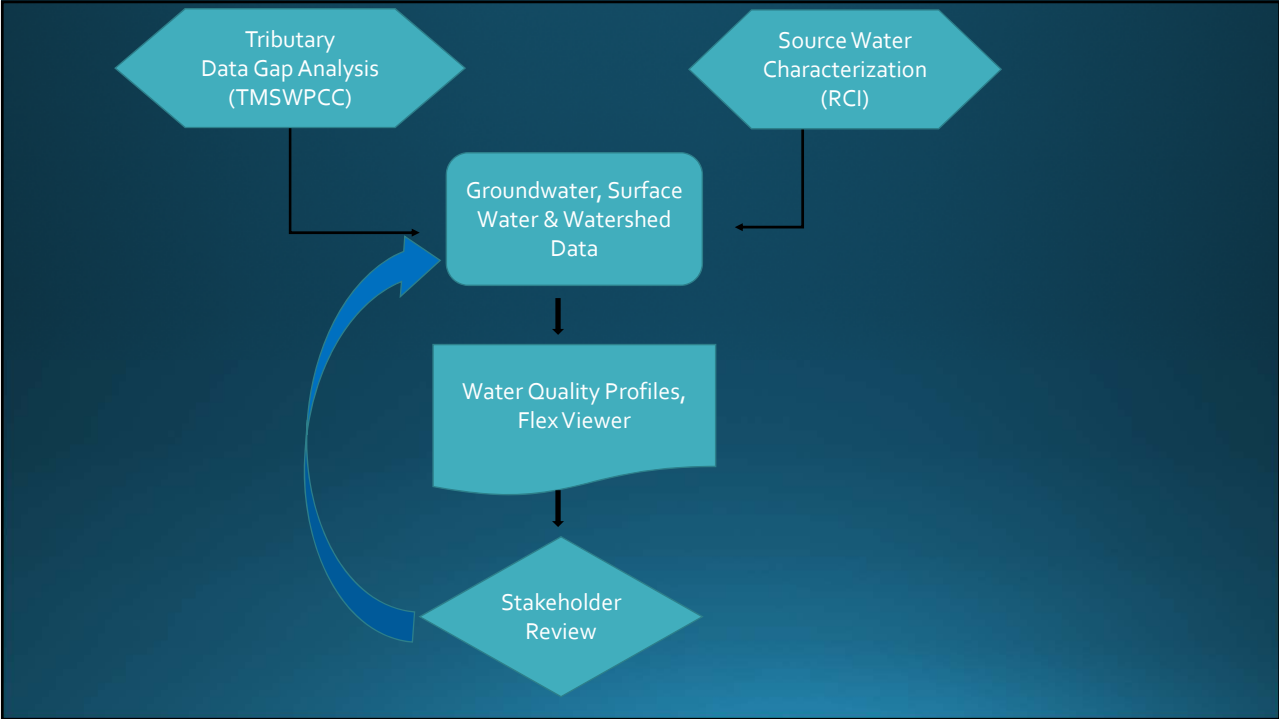 Tributary
Data Gap Analysis
(TMSWPCC)
Source Water
Characterization
(RCI)
Groundwater, Surface
Water & Watershed
Data
Water Quality Profiles,
Flex Viewer
Stakeholder
Review